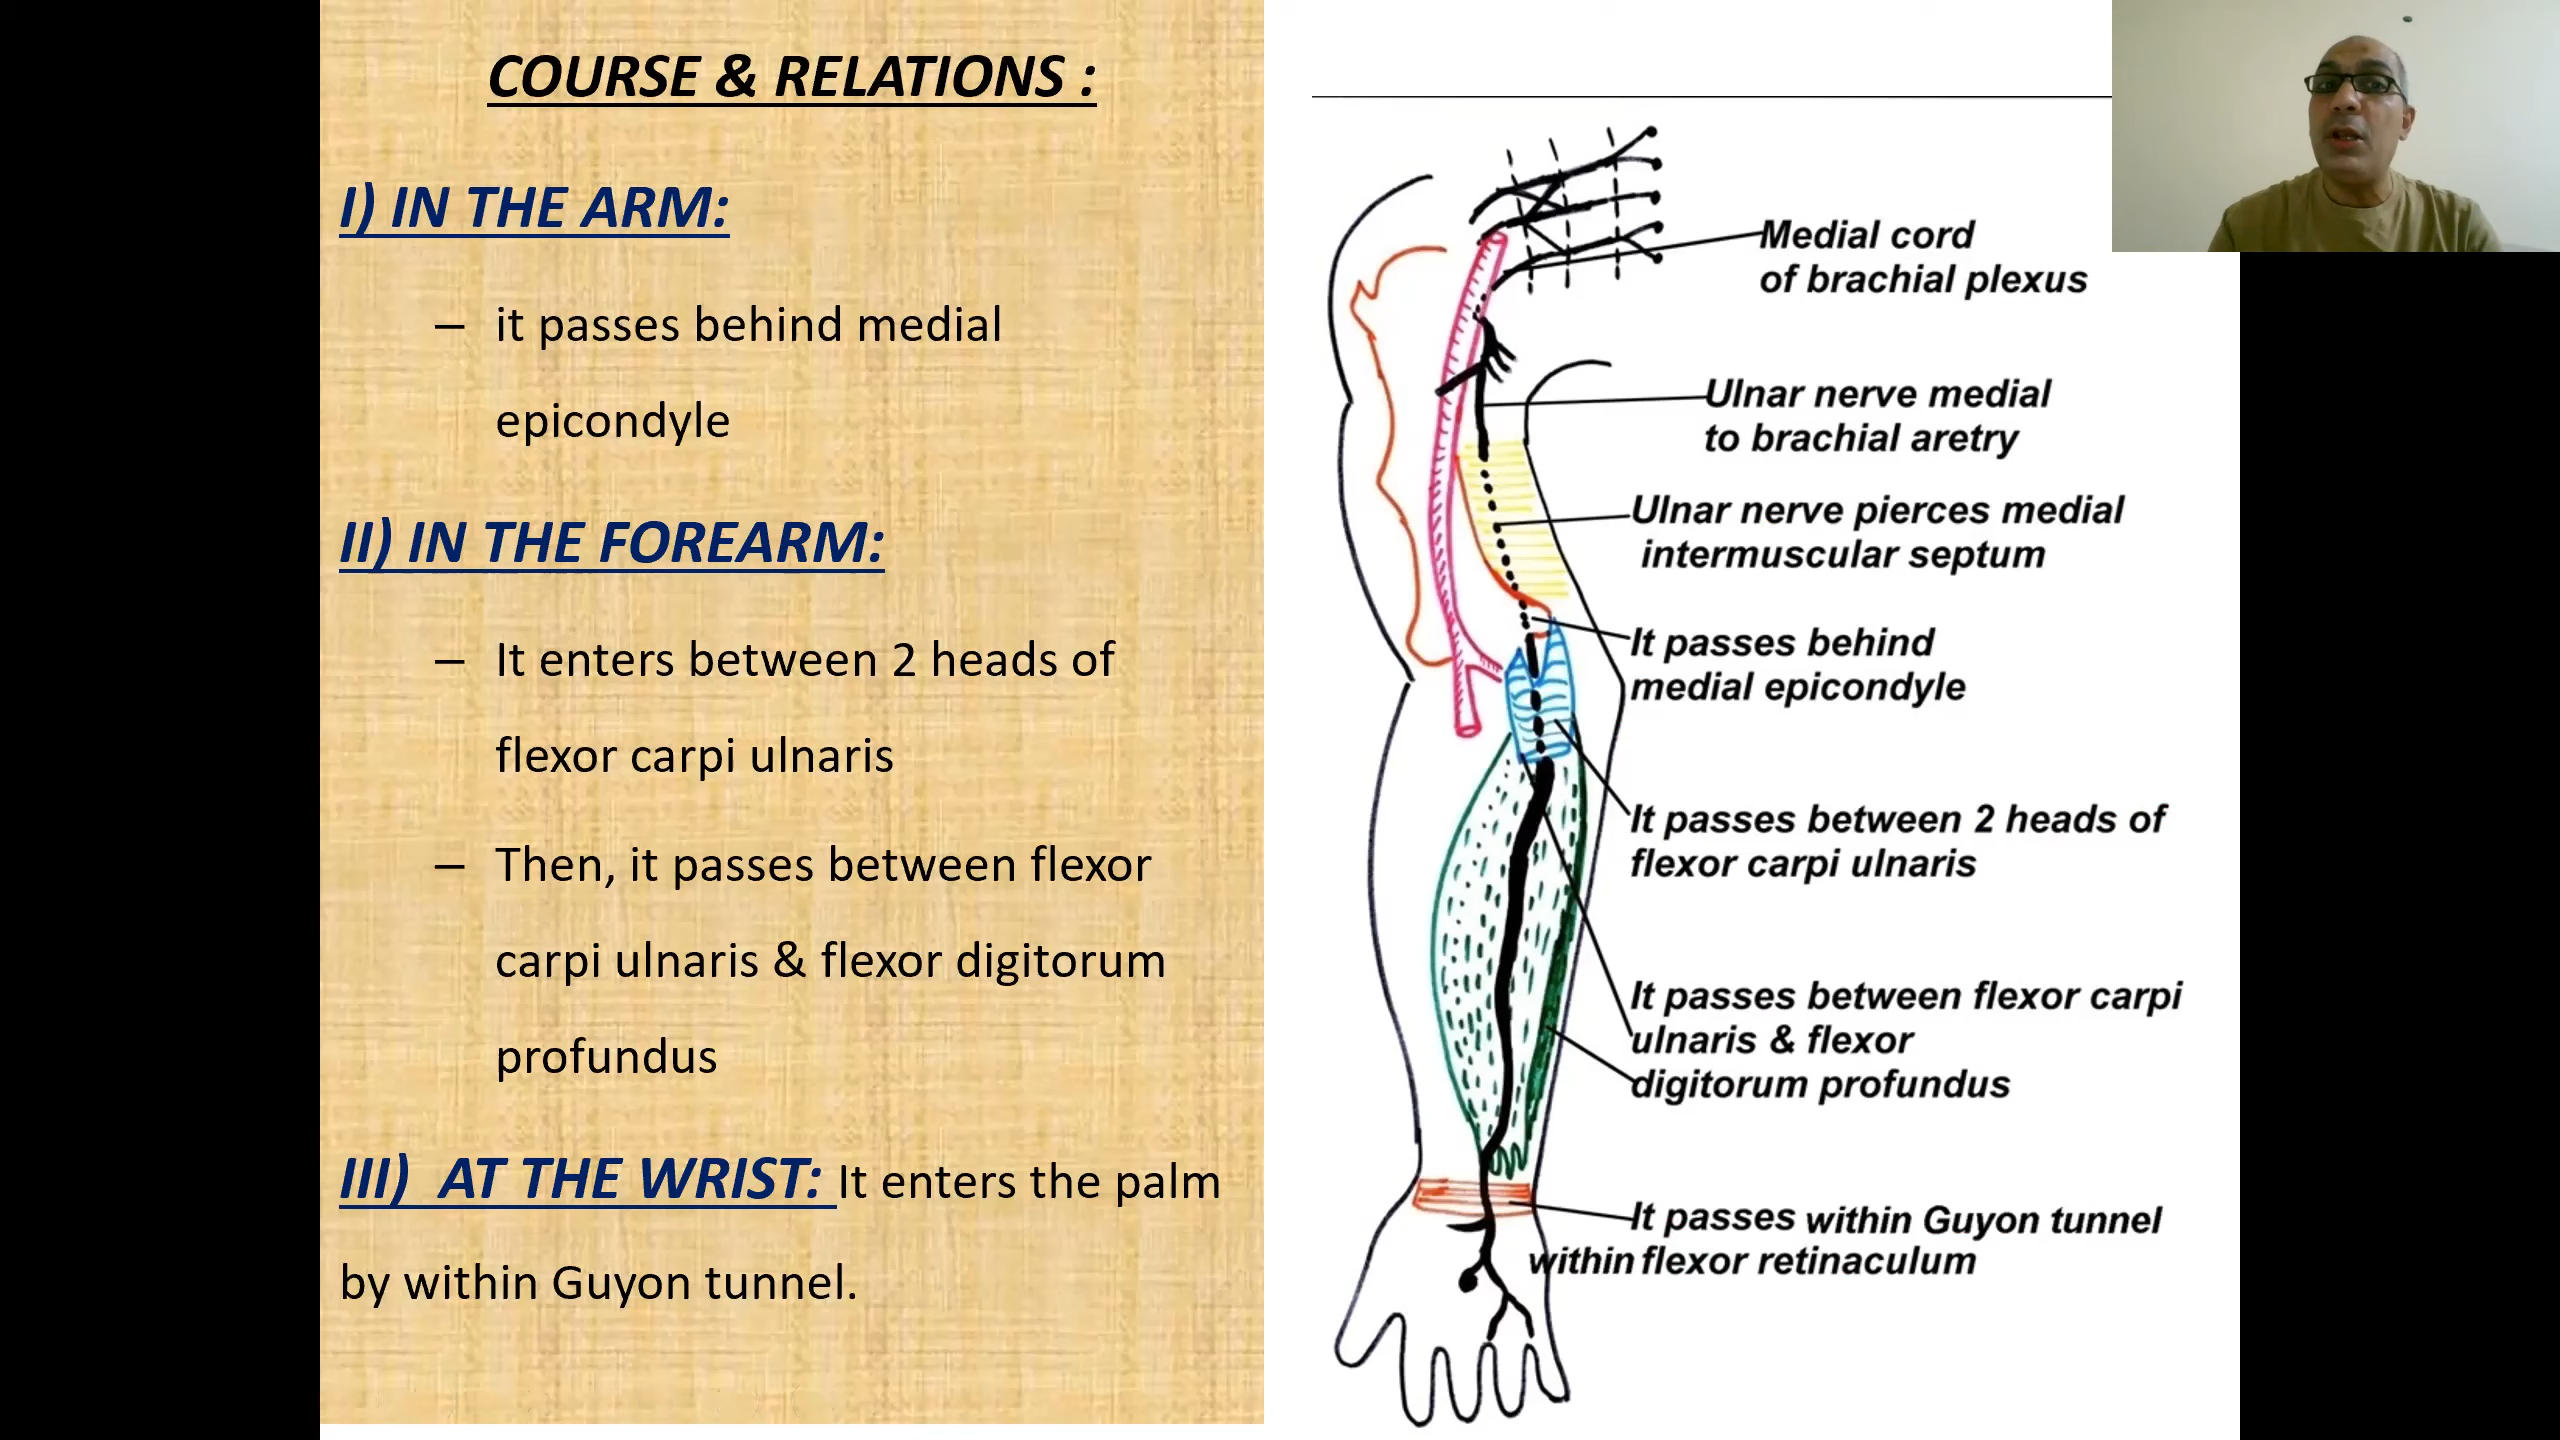 COURSE & RELATIONS :
I) IN THE ARM:
– it passes behind medial
epicondyle
II) IN THE FOREARM:
– It enters between 2 heads of
flexor carpi ulnaris
– Then, it passes between flexor
carpi ulnaris & flexor digitorum
profundus
III) AT THE WRIST: It enters the palm
by within Guyon tunnel.
Medial cord
of brachial plexus
Ulnar nerve medial
to brachial aretry
Ulnar nerve pierces medial
intermuscular septum
It passes behind
medial epicondyle
It passes between 2 heads of
flexor carpi ulnaris
It passes between flexor carpi
ulnaris & flexor
digitorum profundus
It passes within Guyon tunnel
within flexor retinaculum